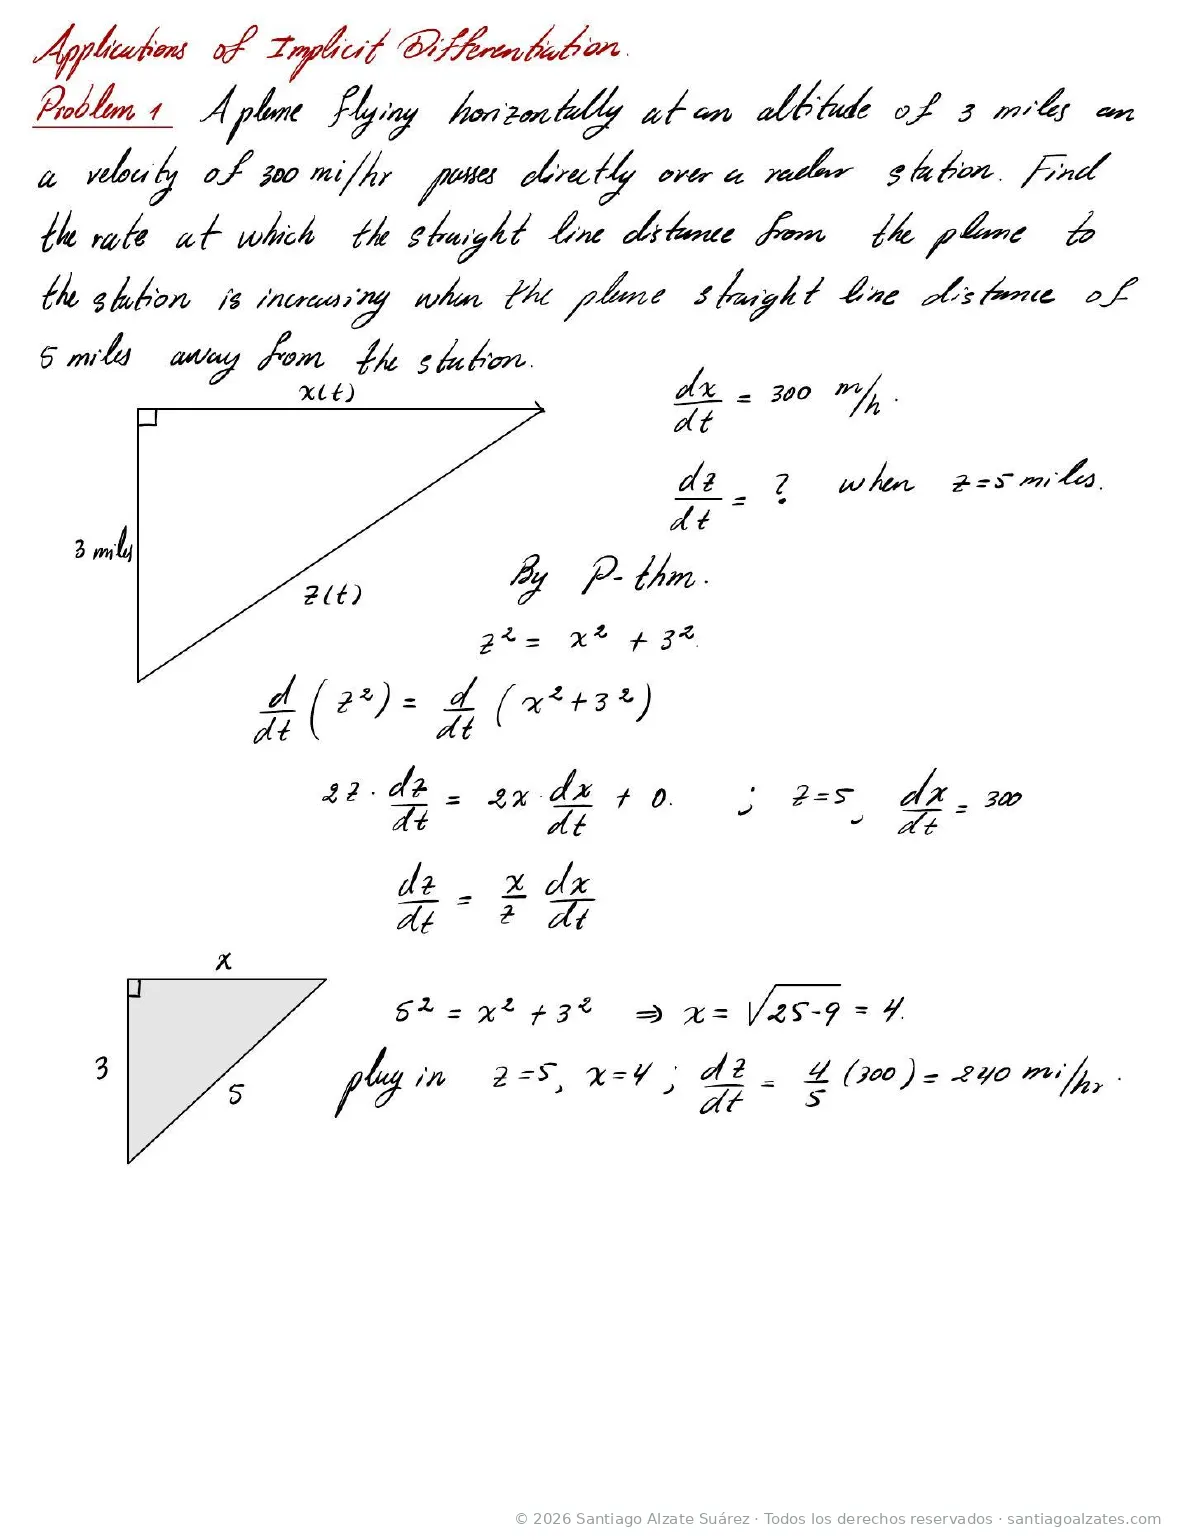 Applications of Implicit Differentiation.
Problem 1 A plane flying horizontally at an altitude of 3 miles an
a velocity of 300 mi/hr passes directly over a radar station. Find
the rate at which the straight line distance from the plane to
the station is increasing when the plane straight line distance of
5 miles away from the station.
x(t)
dx/dt = 300 m/h.
dz/dt = ? when z=5 miles.
3 miles
z(t)
By P-thm.
z² = x² + 3².
d/dt (z²) = d/dt (x²+3²)
2z · dz/dt = 2x · dx/dt + 0. ; z=5, dx/dt = 300
dz/dt = x/z dx/dt
x
3
5
5² = x² + 3² ⇒ x = √25-9 = 4.
plug in z=5, x=4 ; dz/dt = 4/5 (300) = 240 mi/hr.
© 2026 Santiago Alzate Suárez · Todos los derechos reservados · santiagoalzates.com